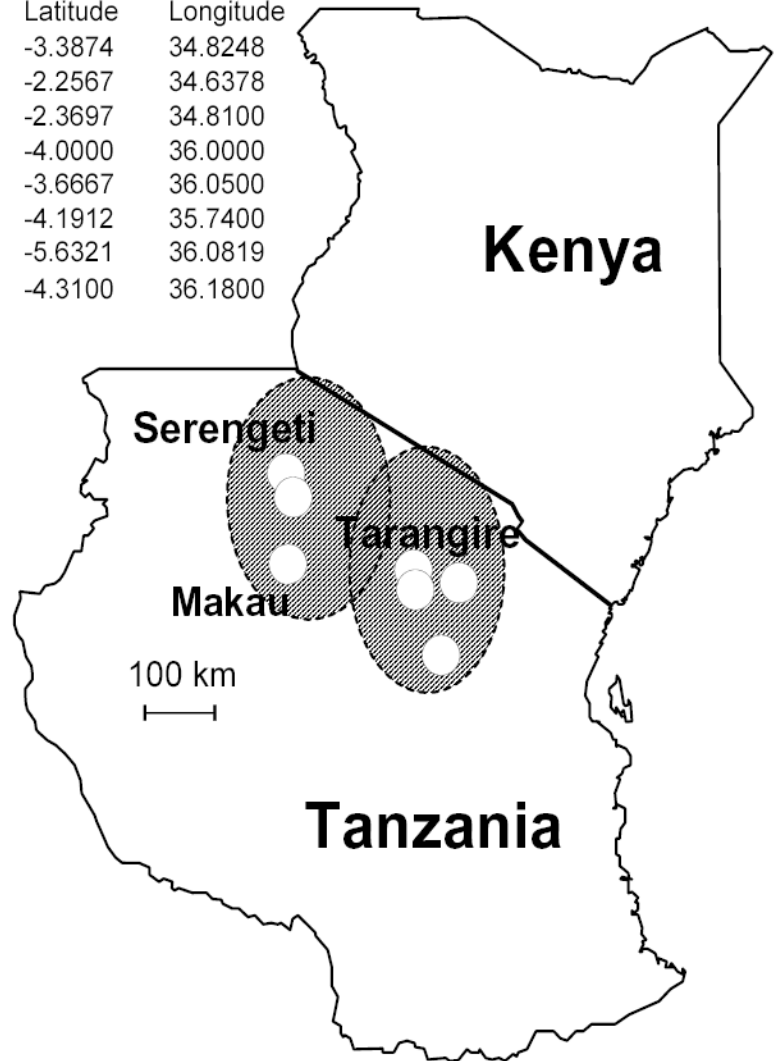 Latitude Longitude
-3.3874 34.8248
-2.2567 34.6378
-2.3697 34.8100
-4.0000 36.0000
-3.6667 36.0500
-4.1912 35.7400
-5.6321 36.0819
-4.3100 36.1800
Kenya
Serengeti
Tarangire
Makau
100 km
Tanzania